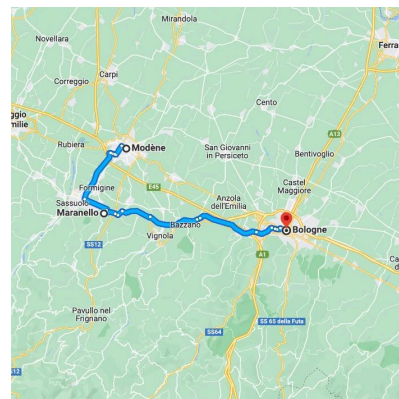 Mirandola
Novellara
Carpi
Ferra
Correggio
Cento
ggio
milie
A13
Rubiera
Modène
San Giovanni
in Persiceto
Bentivoglio
Formigine
E45
Castel
Maggiore
Sassuolo
Anzola
dell'Emilia
Maranello
Bazzano
Bologne
SS12
Vignola
A1
Ca
Pavullo nel
Frignano
SS 65 della Futa
SS64
12